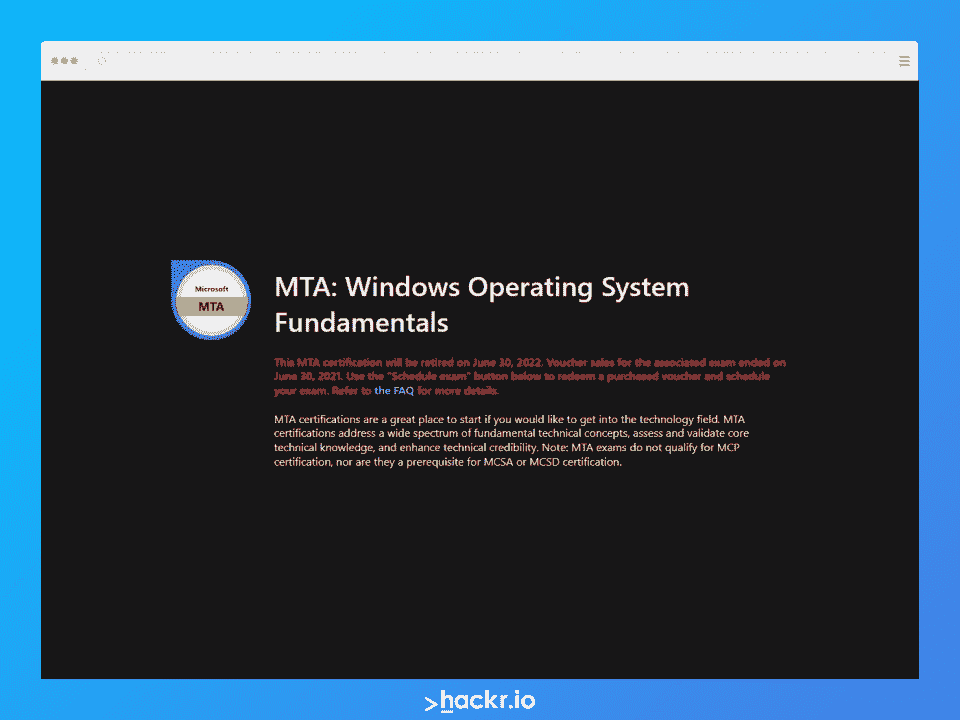 Microsoft
MTA
MTA: Windows Operating System
Fundamentals
This MTA certification will be retired on June 30, 2022. Voucher sales for the associated exam ended on
June 30, 2021. Use the "Schedule exam" button below to redeem a purchased voucher and schedule
your exam. Refer to the FAQ for more details.
MTA certifications are a great place to start if you would like to get into the technology field. MTA
certifications address a wide spectrum of fundamental technical concepts, assess and validate core
technical knowledge, and enhance technical credibility. Note: MTA exams do not qualify for MCP
certification, nor are they a prerequisite for MCSA or MCSD certification.
>hackr.io